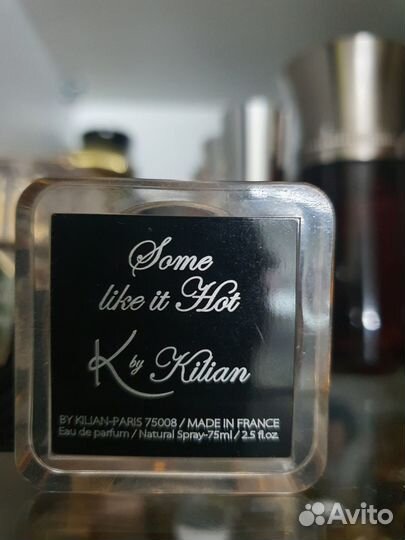 Some
like it Hot
K by Kilian
BY KILIAN-PARIS 75008 / MADE IN FRANCE
Eau de parfum / Natural Spray-75ml / 2.5 fl.oz
Avito